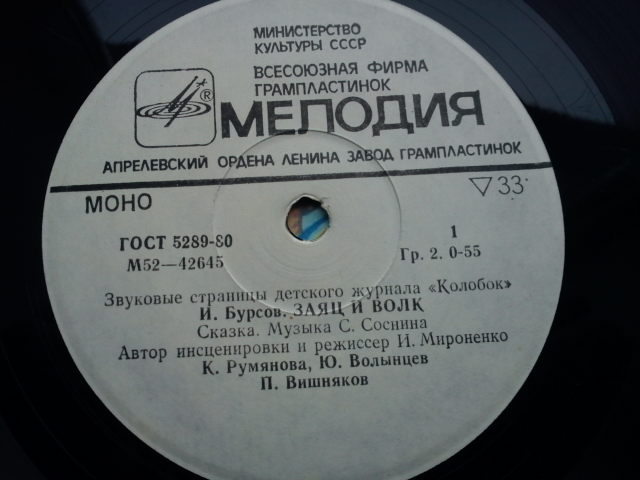 МИНИСТЕРСТВО
КУЛЬТУРЫ СССР
ВСЕСОЮЗНАЯ ФИРМА
ГРАМПЛАСТИНОК
®
МЕЛОДИЯ
АПРЕЛЕВСКИЙ ОРДЕНА ЛЕНИНА ЗАВОД ГРАМПЛАСТИНОК
МОНО
▽33
ГОСТ 5289-80
1
М52—42645
Гр. 2. 0-55
Звуковые страницы детского журнала «Колобок»
И. Бурсов. ЗАЯЦ И ВОЛК
Сказка. Музыка С. Соснина
Автор инсценировки и режиссер И. Мироненко
К. Румянова, Ю. Волынцев
П. Вишняков